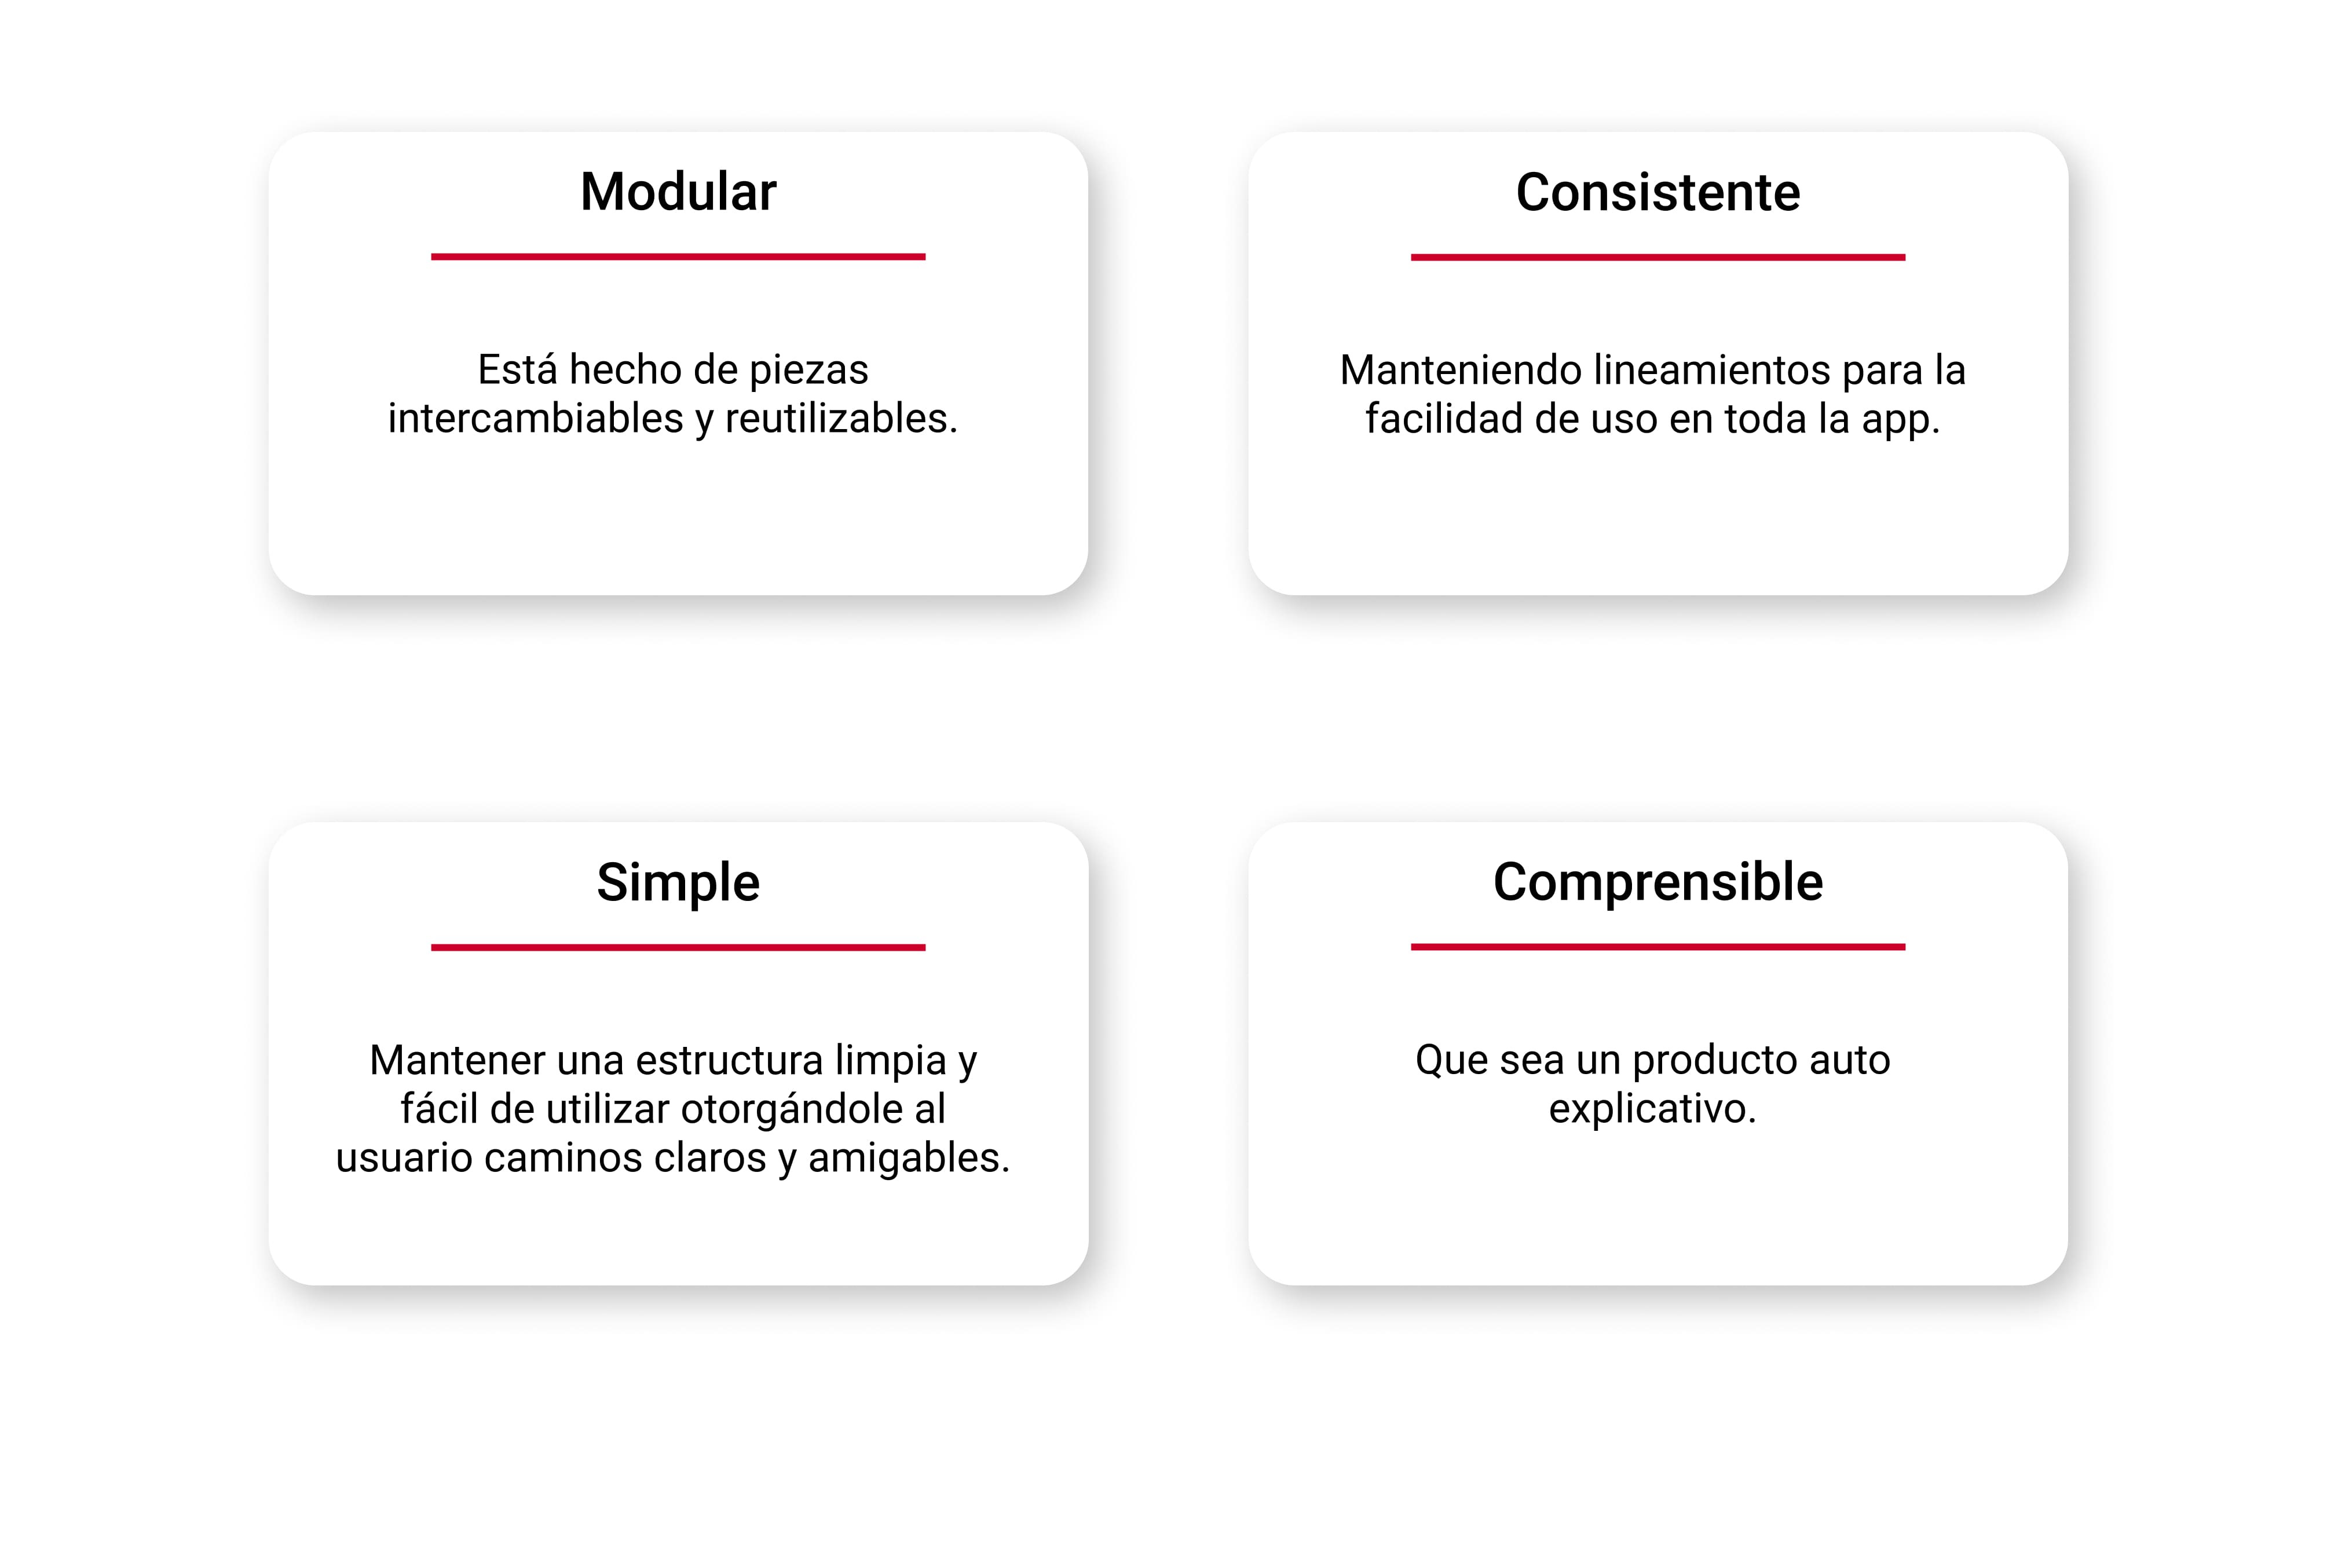 Modular
Está hecho de piezas
intercambiables y reutilizables.
Consistente
Manteniendo lineamientos para la
facilidad de uso en toda la app.
Simple
Mantener una estructura limpia y
fácil de utilizar otorgándole al
usuario caminos claros y amigables.
Comprensible
Que sea un producto auto
explicativo.